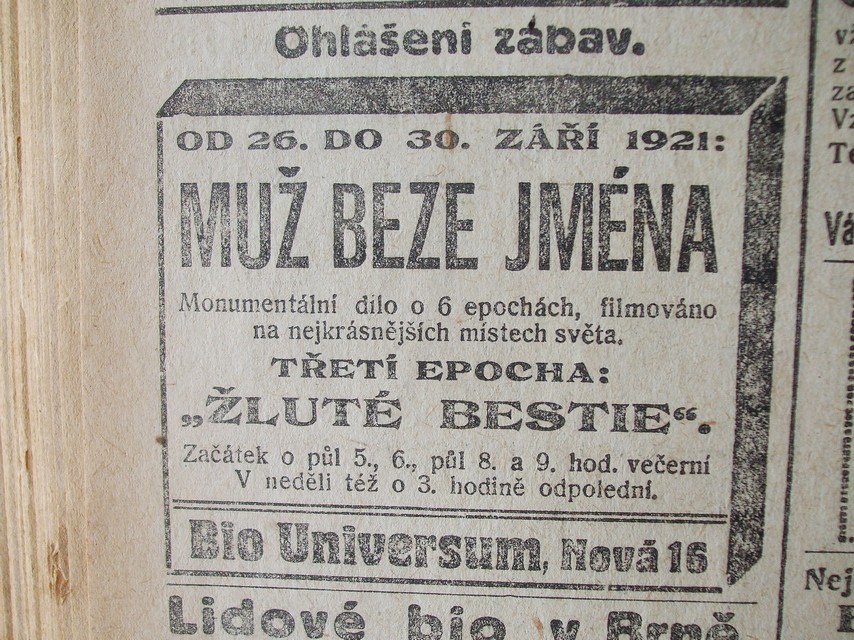 Ohlášení zábav.
OD 26. DO 30. ZÁŘÍ 1921:
MUŽ BEZE JMÉNA
Monumentální dílo o 6 epochách, filmováno
na nejkrásnějších místech světa.
TŘETÍ EPOCHA:
„ŽLUTÉ BESTIE“.
Začátek o půl 5., 6., půl 8. a 9. hod. večerní
V neděli též o 3. hodině odpolední.
Bio Universum, Nová 16
Lidové bio v Brně
z
Nej